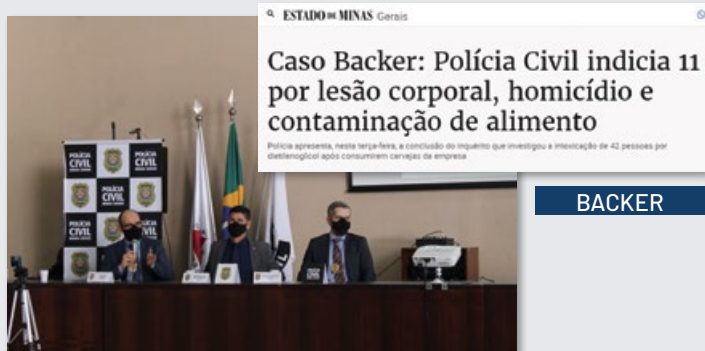 ESTADO DE MINAS Gerais
Caso Backer: Polícia Civil indicia 11
por lesão corporal, homicídio e
contaminação de alimento
Polícia apresenta, nesta terça-feira, a conclusão do inquérito que investigou a intoxicação de 42 pessoas por
dietilenoglicol após consumirem cervejas da empresa
BACKER
POLÍCIA
CIVIL
POLÍCIA
CIVIL
POLÍCIA
CIVIL
POLÍCIA
CIVIL